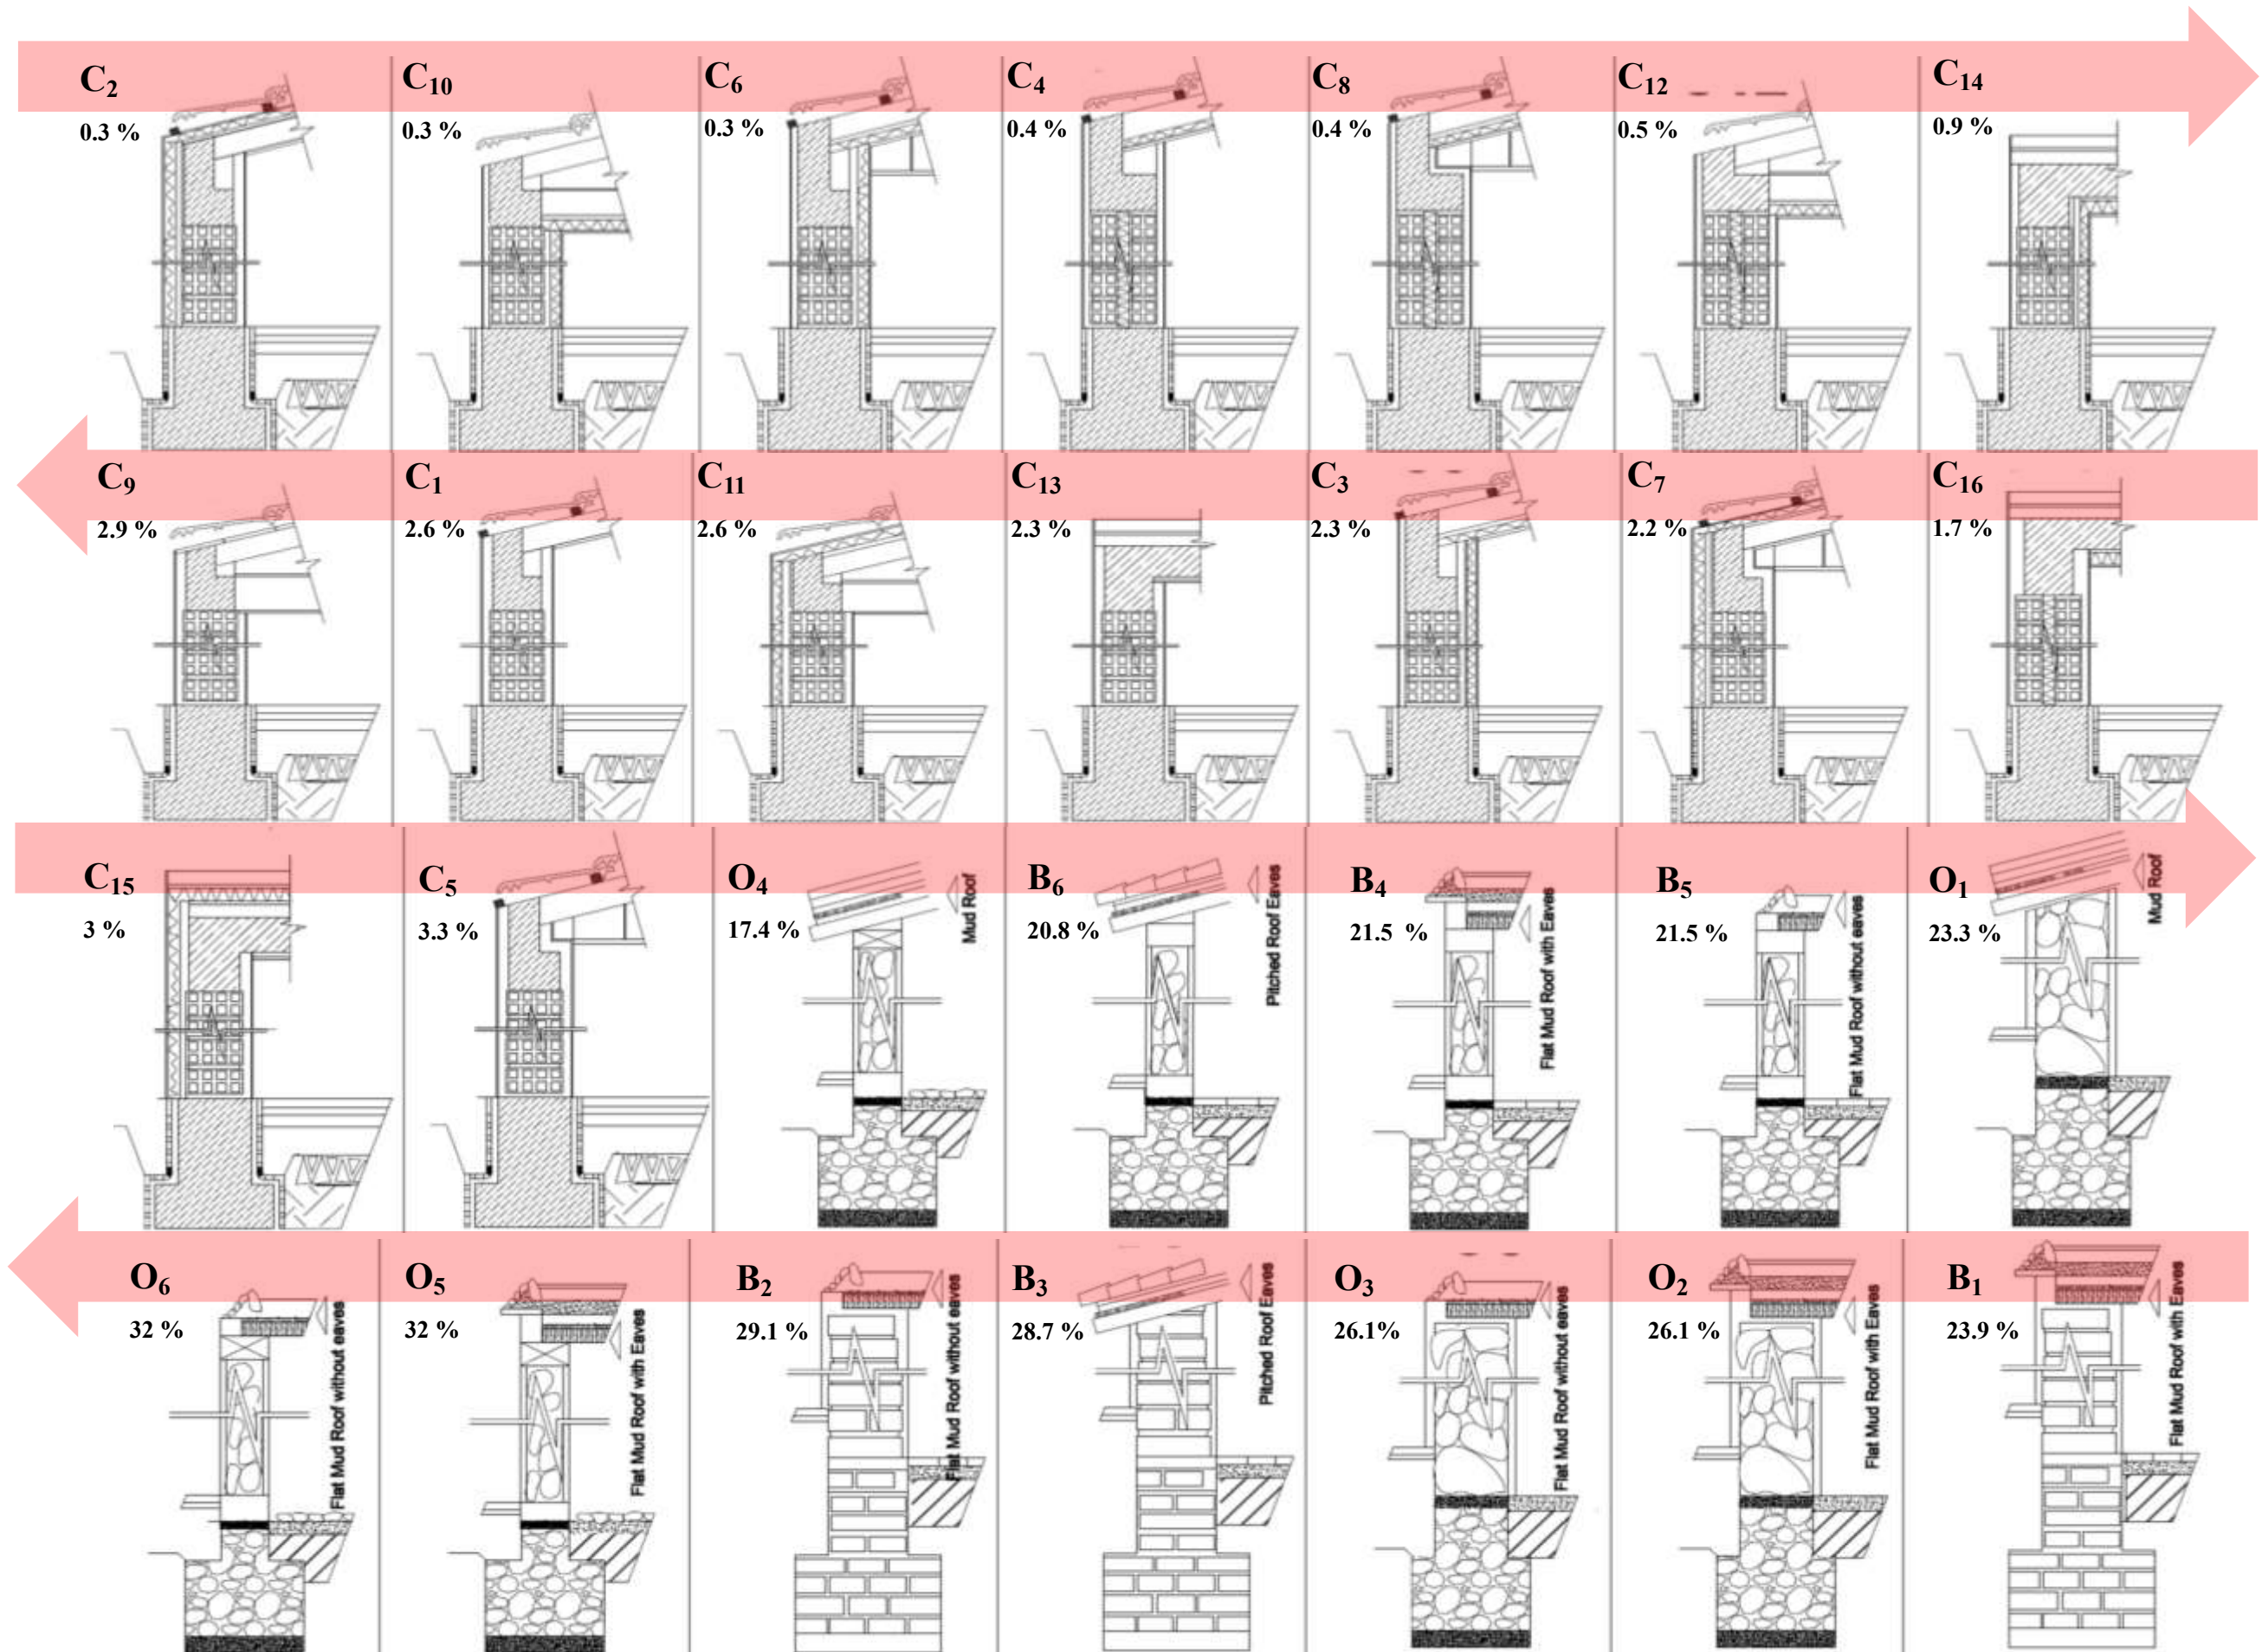 C2
0.3 %
C10
0.3 %
C6
0.3 %
C4
0.4 %
C8
0.4 %
C12
0.5 %
C14
0.9 %
C9
2.9 %
C1
2.6 %
C11
2.6 %
C13
2.3 %
C3
2.3 %
C7
2.2 %
C16
1.7 %
C15
3 %
C5
3.3 %
O4
17.4 %
Mud Roof
B6
20.8 %
Pitched Roof Eaves
B4
21.5 %
Flat Mud Roof with Eaves
B5
21.5 %
Flat Mud Roof without eaves
O1
23.3 %
Mud Roof
O6
32 %
Flat Mud Roof without eaves
O5
32 %
Flat Mud Roof with Eaves
B2
29.1 %
Flat Mud Roof without eaves
B3
28.7 %
Pitched Roof Eaves
O3
26.1%
Flat Mud Roof without eaves
O2
26.1 %
Flat Mud Roof with Eaves
B1
23.9 %
Flat Mud Roof with Eaves